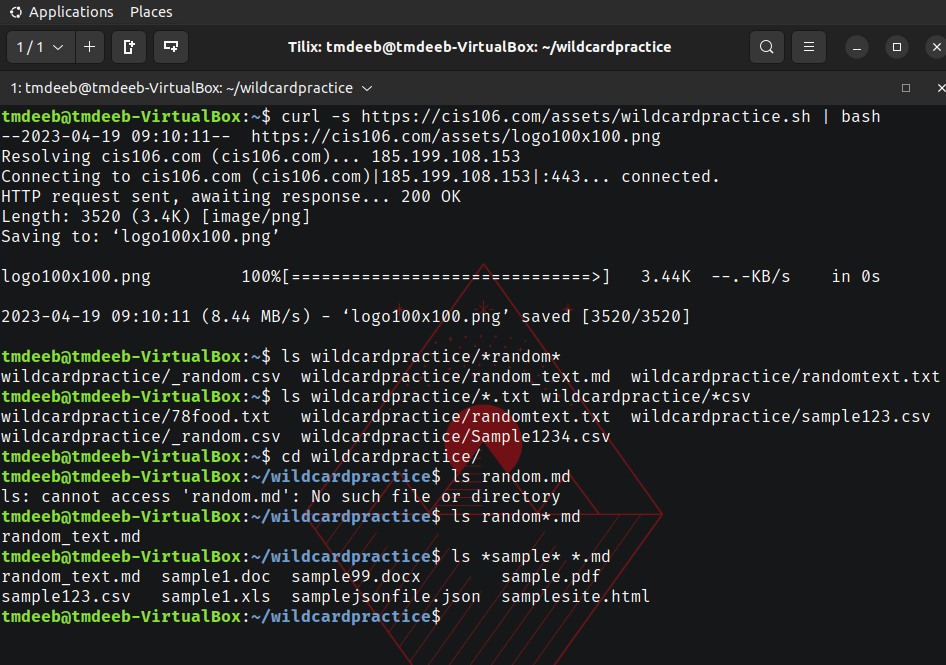 Applications Places
1 / 1
Tilix: tmdeeb@tmdeeb-VirtualBox: ~/wildcardpractice
1: tmdeeb@tmdeeb-VirtualBox: ~/wildcardpractice
tmdeeb@tmdeeb-VirtualBox:~$ curl -s https://cis106.com/assets/wildcardpractice.sh | bash
--2023-04-19 09:10:11--  https://cis106.com/assets/logo100x100.png
Resolving cis106.com (cis106.com)... 185.199.108.153
Connecting to cis106.com (cis106.com)|185.199.108.153|:443... connected.
HTTP request sent, awaiting response... 200 OK
Length: 3520 (3.4K) [image/png]
Saving to: ‘logo100x100.png’
logo100x100.png         100%[==============================>]   3.44K  --.-KB/s    in 0s
2023-04-19 09:10:11 (8.44 MB/s) - ‘logo100x100.png’ saved [3520/3520]
tmdeeb@tmdeeb-VirtualBox:~$ ls wildcardpractice/*random*
wildcardpractice/_random.csv  wildcardpractice/random_text.md  wildcardpractice/randomtext.txt
tmdeeb@tmdeeb-VirtualBox:~$ ls wildcardpractice/*.txt wildcardpractice/*csv
wildcardpractice/78food.txt   wildcardpractice/randomtext.txt  wildcardpractice/sample123.csv
wildcardpractice/_random.csv  wildcardpractice/Sample1234.csv
tmdeeb@tmdeeb-VirtualBox:~$ cd wildcardpractice/
tmdeeb@tmdeeb-VirtualBox:~/wildcardpractice$ ls random.md
ls: cannot access 'random.md': No such file or directory
tmdeeb@tmdeeb-VirtualBox:~/wildcardpractice$ ls random*.md
random_text.md
tmdeeb@tmdeeb-VirtualBox:~/wildcardpractice$ ls *sample* *.md
random_text.md  sample1.doc  sample99.docx        sample.pdf
sample123.csv   sample1.xls  samplejsonfile.json  samplesite.html
tmdeeb@tmdeeb-VirtualBox:~/wildcardpractice$